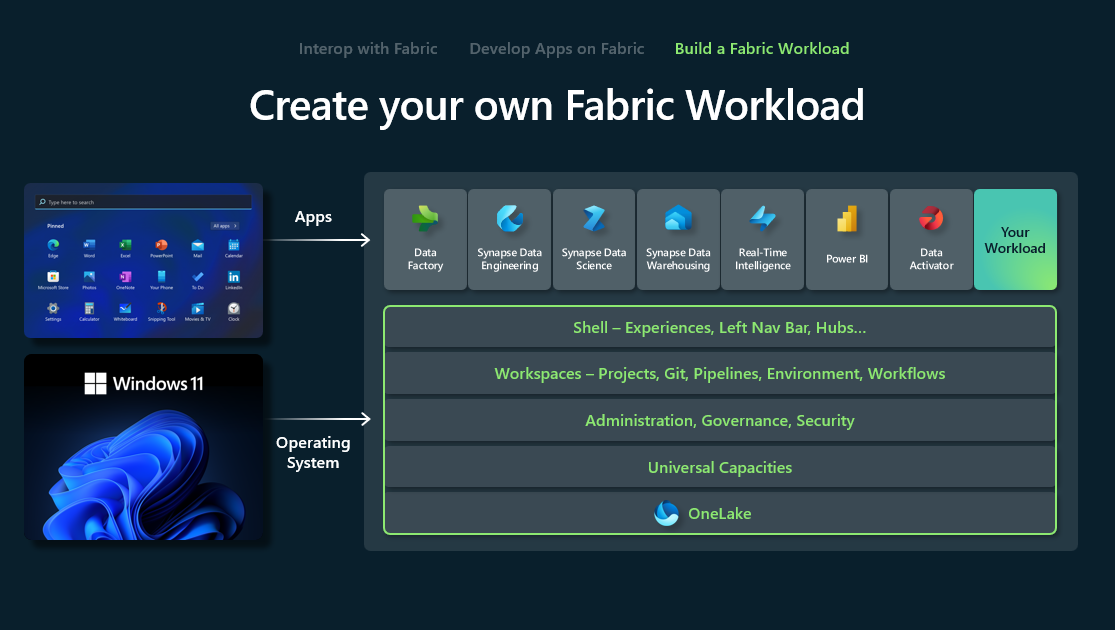 Interop with Fabric
Develop Apps on Fabric
Build a Fabric Workload
Create your own Fabric Workload
Type here to search
Pinned
All apps >
Edge
Word
Excel
PowerPoint
Mail
Calendar
Microsoft Store
Photos
OneNote
Your Phone
To Do
LinkedIn
Settings
Calculator
Whiteboard
Snipping Tool
Movies & TV
Clock
Apps
Windows 11
Operating
System
Data
Factory
Synapse Data
Engineering
Synapse Data
Science
Synapse Data
Warehousing
Real-Time
Intelligence
Power BI
Data
Activator
Your
Workload
Shell – Experiences, Left Nav Bar, Hubs...
Workspaces – Projects, Git, Pipelines, Environment, Workflows
Administration, Governance, Security
Universal Capacities
OneLake